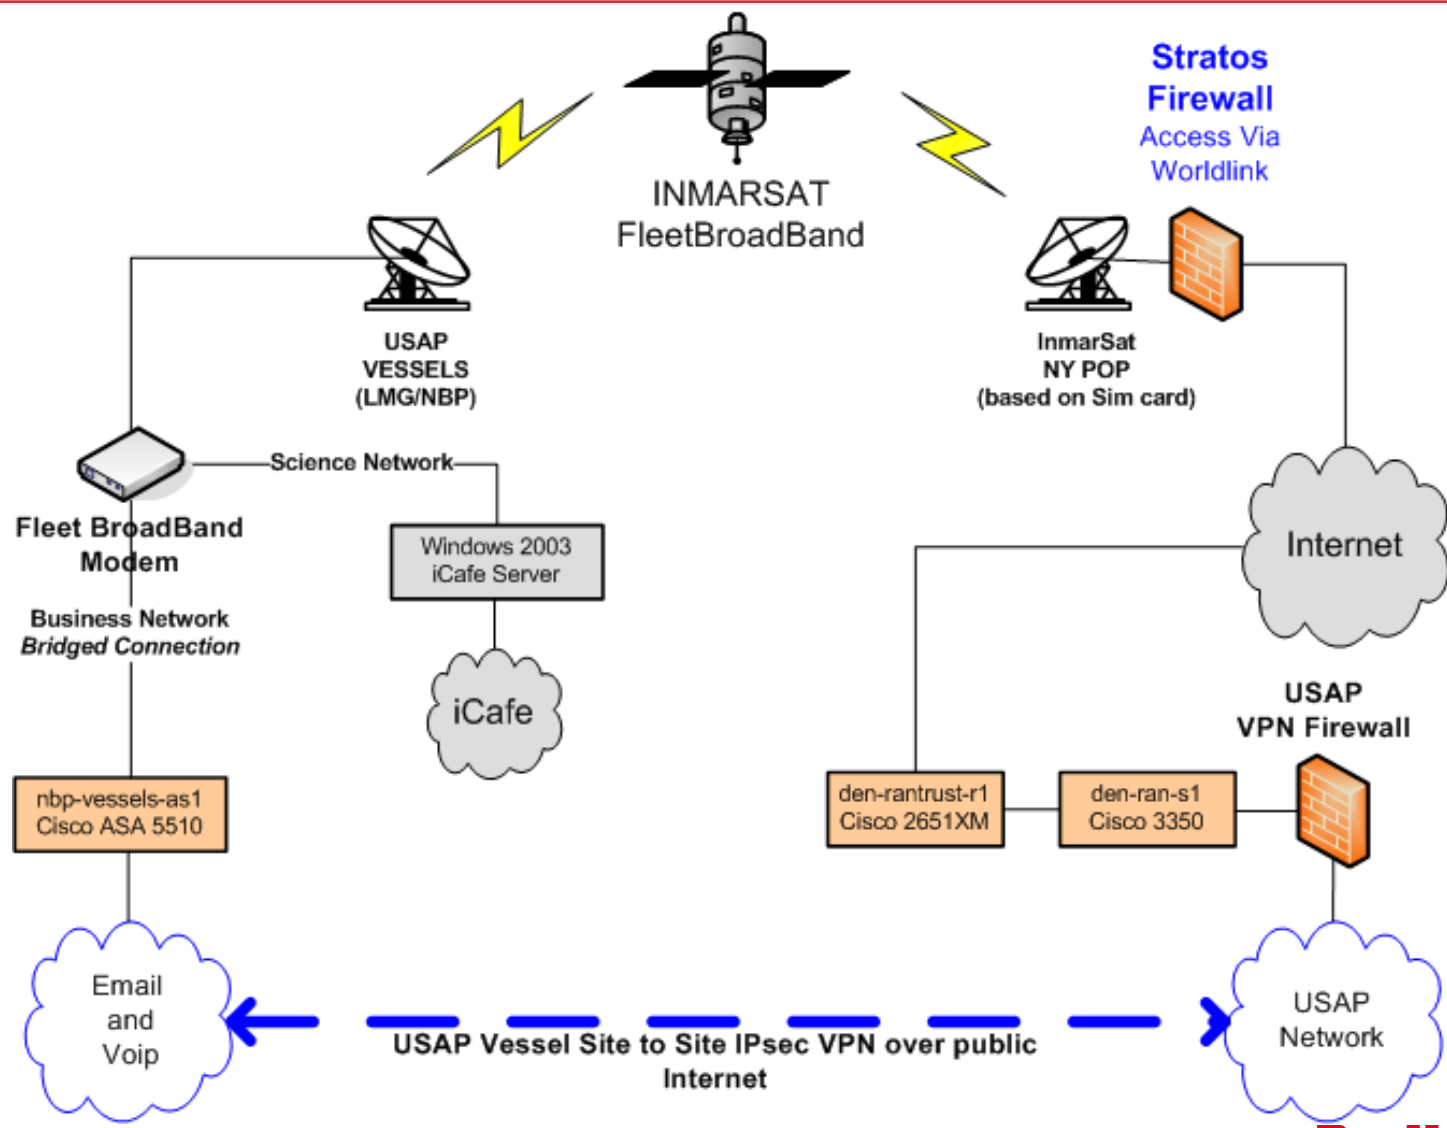 Stratos
Firewall
Access Via
Worldlink
INMARSAT
FleetBroadBand
USAP
VESSELS
(LMG/NBP)
InmarSat
NY POP
(based on Sim card)
Science Network
Fleet BroadBand
Modem
Windows 2003
iCafe Server
Internet
Business Network
Bridged Connection
iCafe
USAP
VPN Firewall
nbp-vessels-as1
Cisco ASA 5510
den-rantrust-r1
Cisco 2651XM
den-ran-s1
Cisco 3350
Email
and
Voip
USAP
Network
USAP Vessel Site to Site IPsec VPN over public
Internet